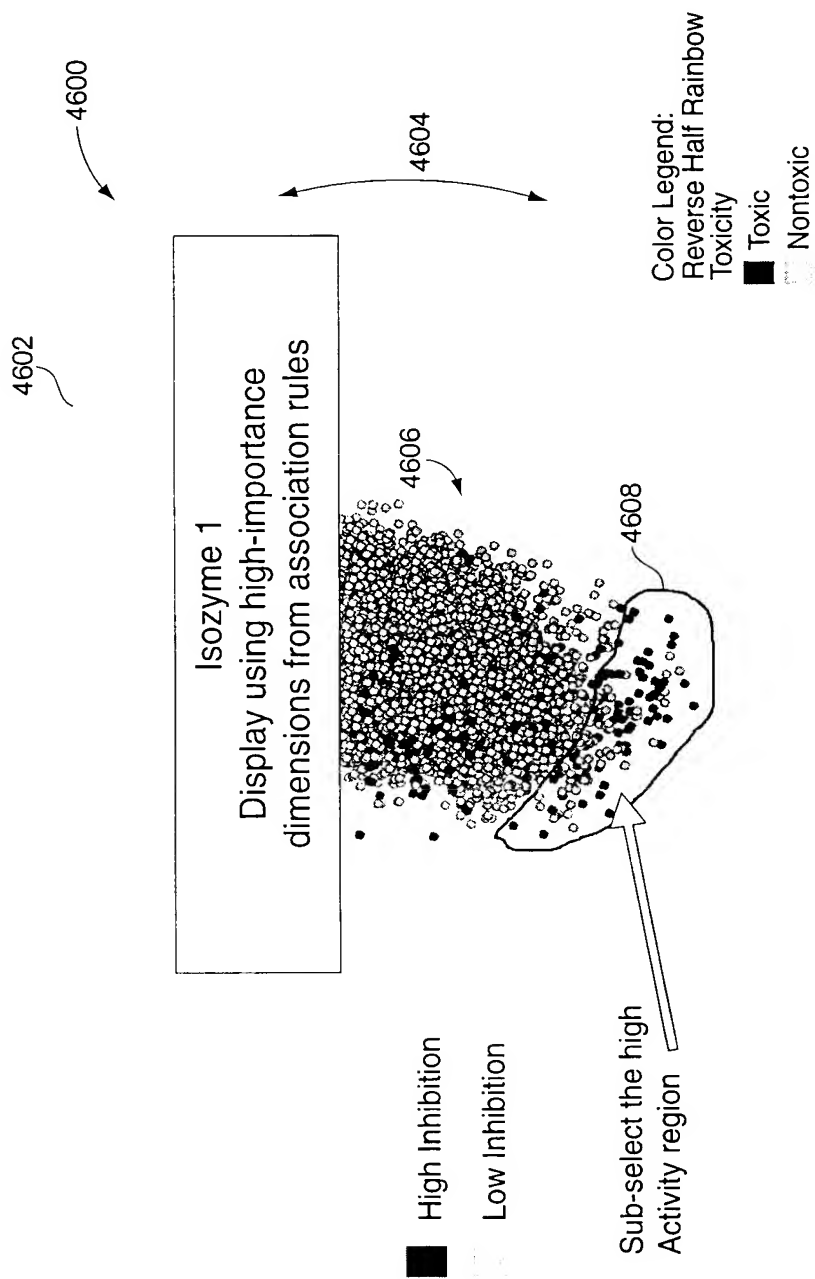 4600
4602
Isozyme 1
Display using high-importance
dimensions from association rules
4604
4606
4608
High Inhibition
Low Inhibition
Sub-select the high
Activity region
Color Legend:
Reverse Half Rainbow
Toxicity
Toxic
Nontoxic